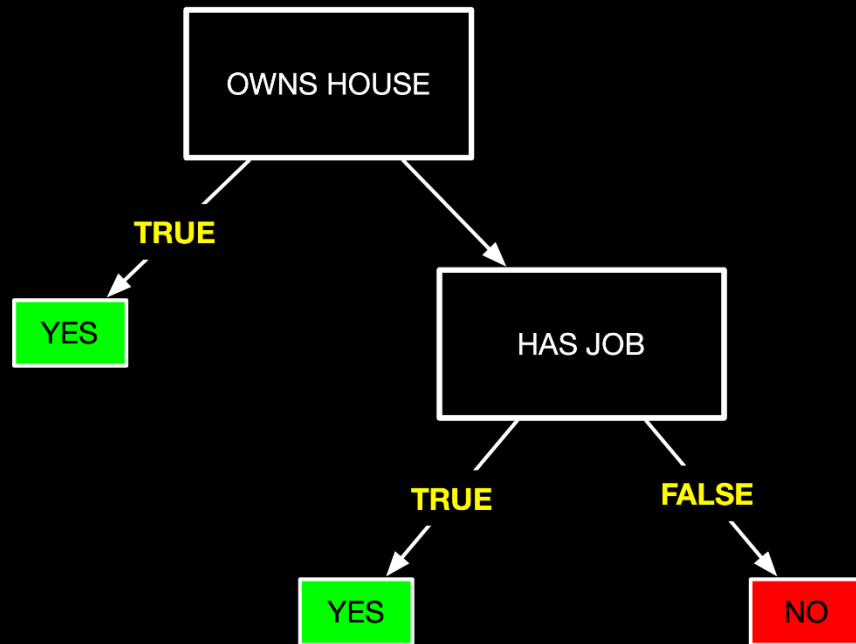 OWNS HOUSE
TRUE
YES
HAS JOB
TRUE
FALSE
YES
NO